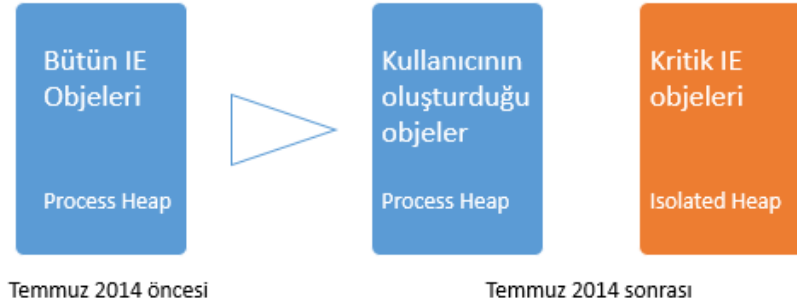 Bütün IE
Objeleri
Process Heap
Kullanıcının
oluşturduğu
objeler
Process Heap
Kritik IE
objeleri
Isolated Heap
Temmuz 2014 öncesi
Temmuz 2014 sonrası